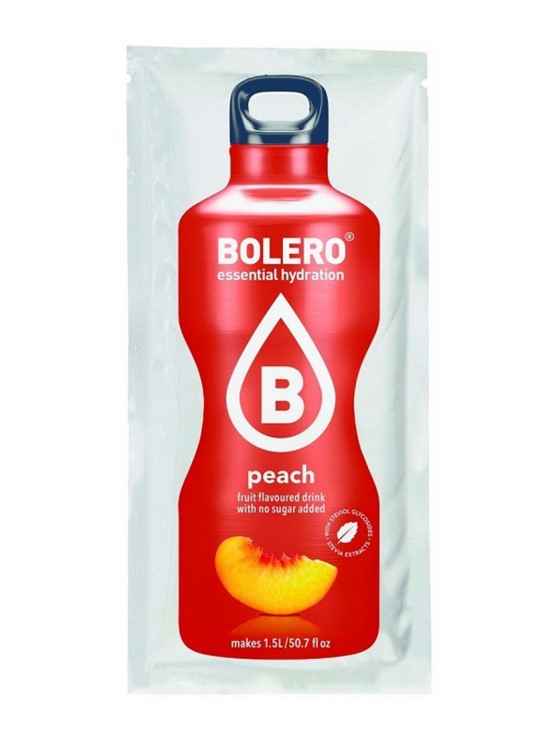 BOLERO®
essential hydration
B
peach
fruit flavoured drink
with no sugar added
• WITH STEVIOL GLYCOSIDES •
STEVIA EXTRACTS
makes 1.5L/50.7 fl oz